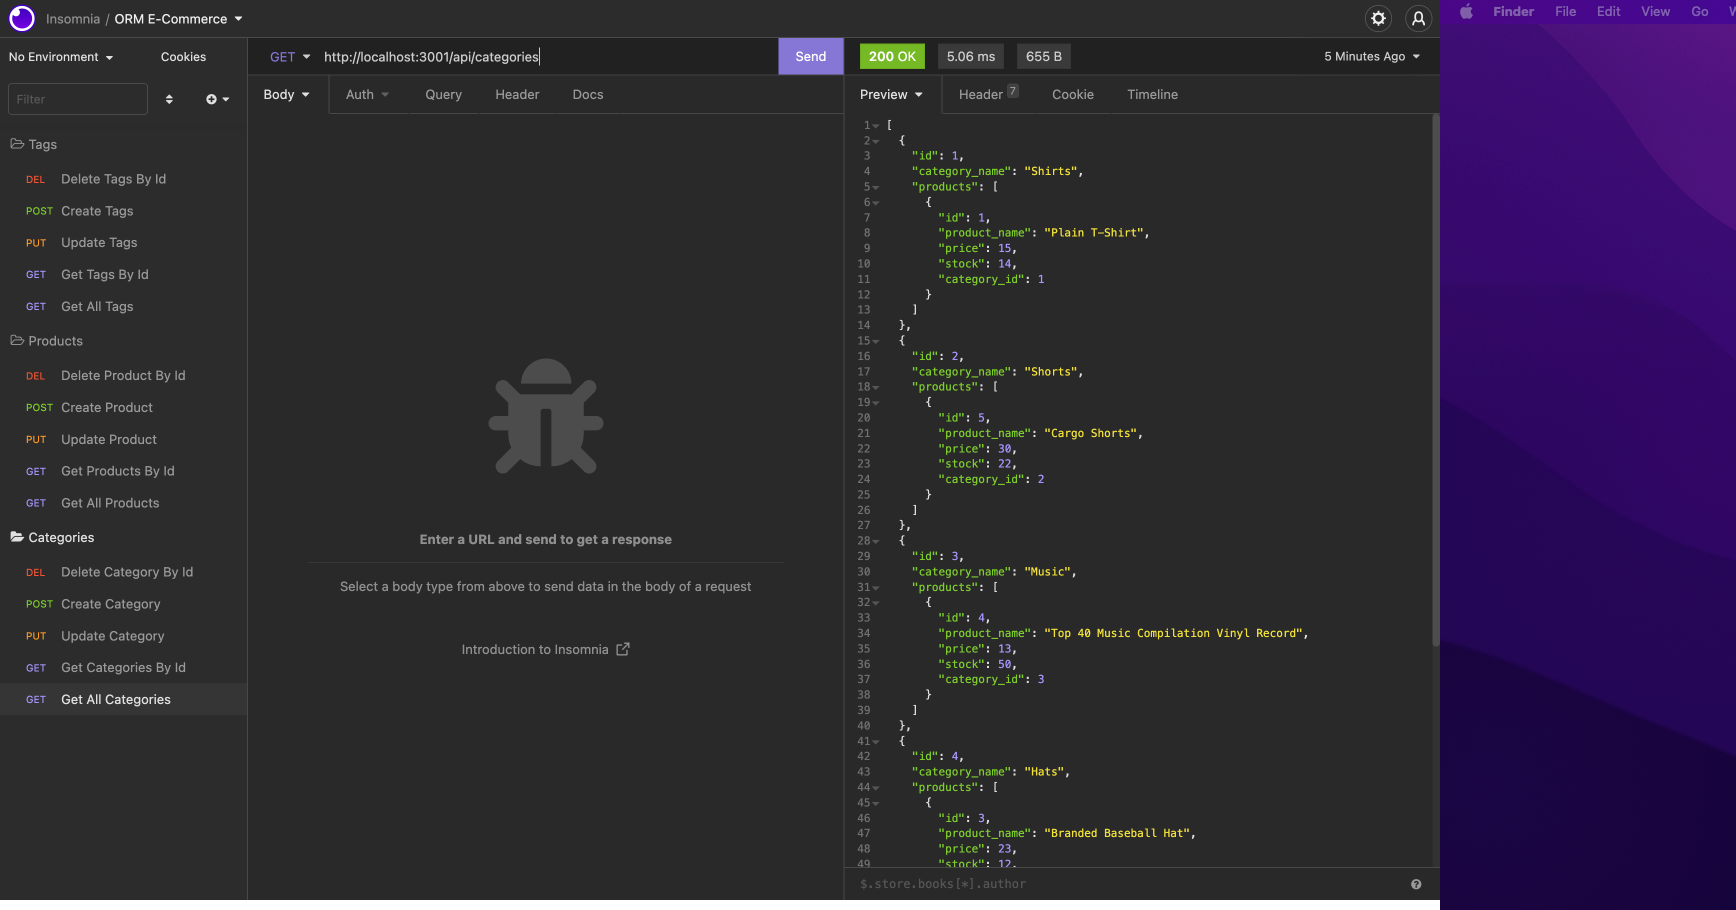 Insomnia / ORM E-Commerce
No Environment
Cookies
Filter
Tags
DEL Delete Tags By Id
POST Create Tags
PUT Update Tags
GET Get Tags By Id
GET Get All Tags
Products
DEL Delete Product By Id
POST Create Product
PUT Update Product
GET Get Products By Id
GET Get All Products
Categories
DEL Delete Category By Id
POST Create Category
PUT Update Category
GET Get Categories By Id
GET Get All Categories
GET http://localhost:3001/api/categories Send
Body Auth Query Header Docs
Enter a URL and send to get a response
Select a body type from above to send data in the body of a request
Introduction to Insomnia
200 OK 5.06 ms 655 B 5 Minutes Ago
Preview Header 7 Cookie Timeline
1 [
2 {
3 "id": 1,
4 "category_name": "Shirts",
5 "products": [
6 {
7 "id": 1,
8 "product_name": "Plain T-Shirt",
9 "price": 15,
10 "stock": 14,
11 "category_id": 1
12 }
13 ]
14 },
15 {
16 "id": 2,
17 "category_name": "Shorts",
18 "products": [
19 {
20 "id": 5,
21 "product_name": "Cargo Shorts",
22 "price": 30,
23 "stock": 22,
24 "category_id": 2
25 }
26 ]
27 },
28 {
29 "id": 3,
30 "category_name": "Music",
31 "products": [
32 {
33 "id": 4,
34 "product_name": "Top 40 Music Compilation Vinyl Record",
35 "price": 13,
36 "stock": 50,
37 "category_id": 3
38 }
39 ]
40 },
41 {
42 "id": 4,
43 "category_name": "Hats",
44 "products": [
45 {
46 "id": 3,
47 "product_name": "Branded Baseball Hat",
48 "price": 23,
49 "stock": 12,
$.store.books[*].author
Finder File Edit View Go